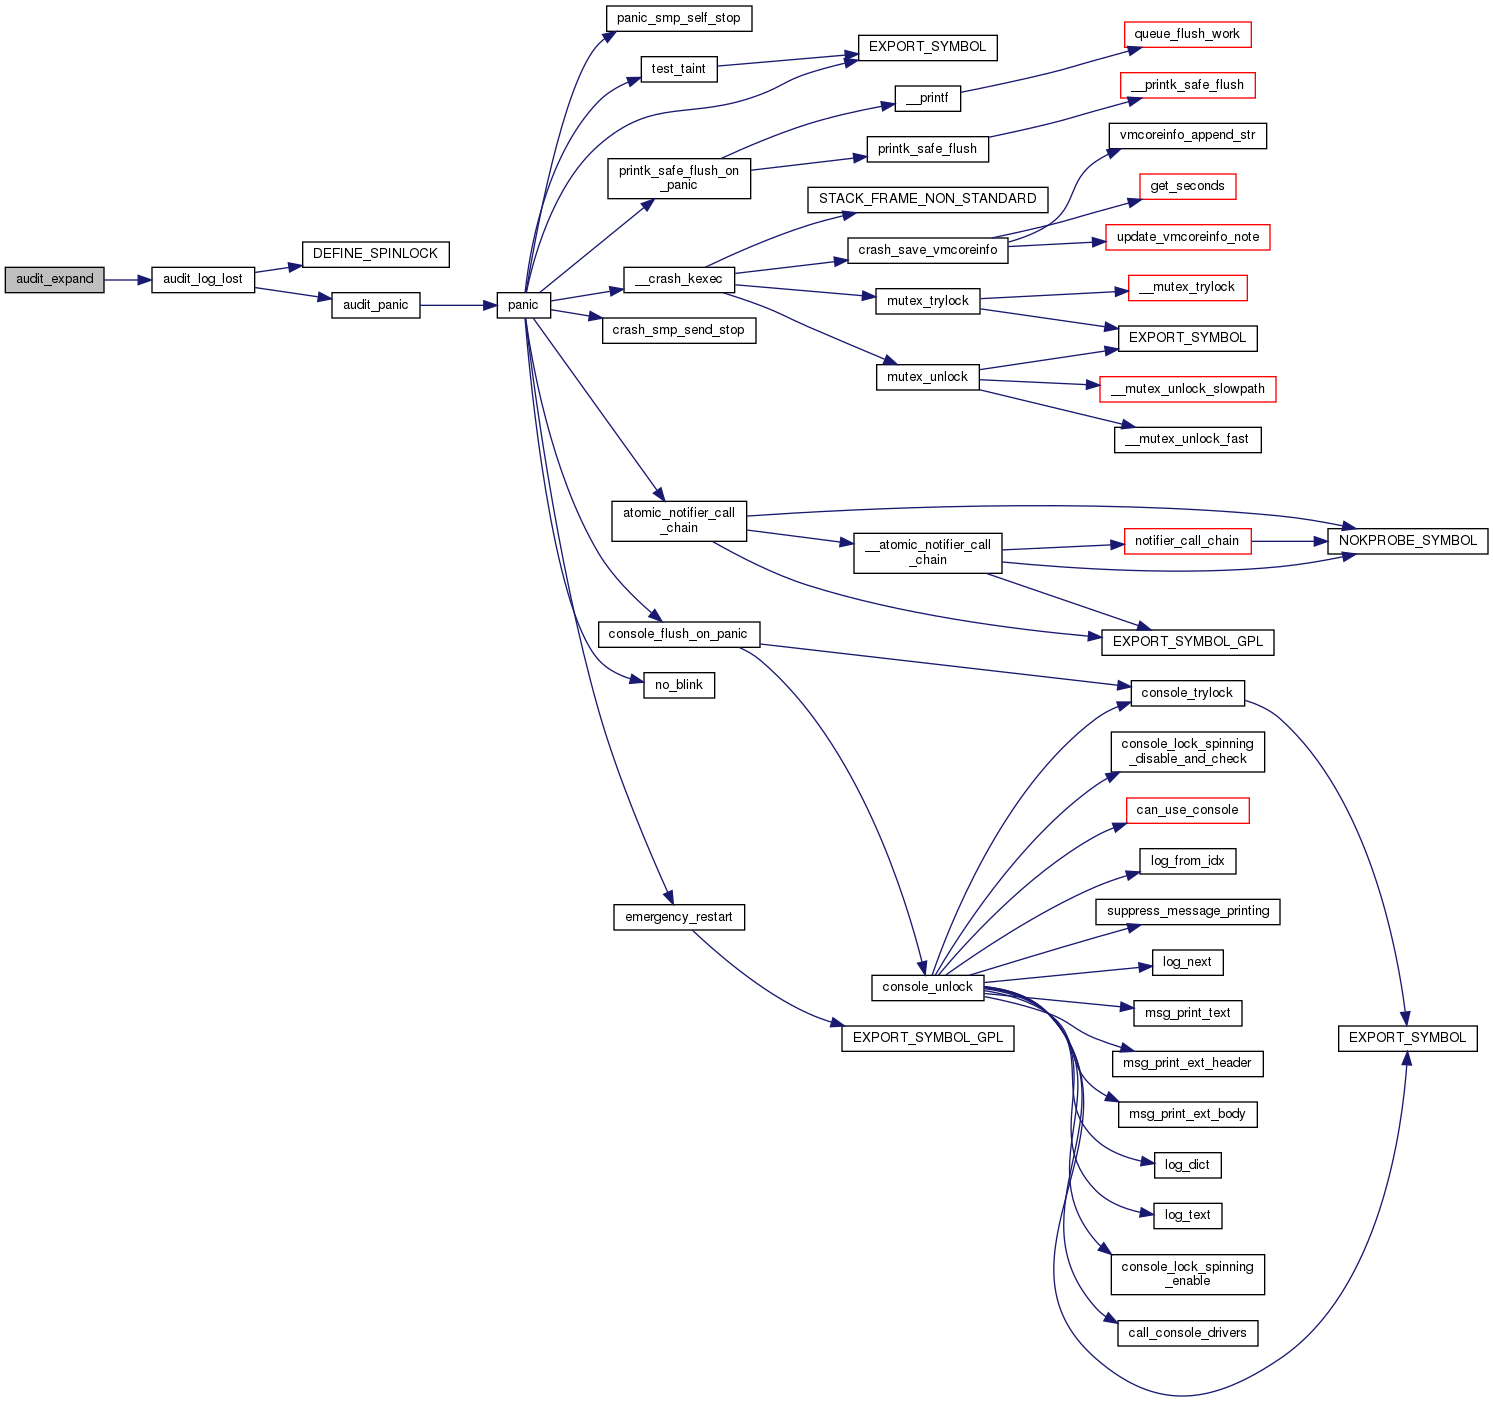 panic_smp_self_stop
queue_flush_work
EXPORT_SYMBOL
test_taint
__printk_safe_flush
__printf
vmcoreinfo_append_str
printk_safe_flush
printk_safe_flush_on
_panic
get_seconds
STACK_FRAME_NON_STANDARD
update_vmcoreinfo_note
crash_save_vmcoreinfo
DEFINE_SPINLOCK
audit_expand
audit_log_lost
__crash_kexec
__mutex_trylock
mutex_trylock
audit_panic
panic
crash_smp_send_stop
EXPORT_SYMBOL
mutex_unlock
__mutex_unlock_slowpath
__mutex_unlock_fast
atomic_notifier_call
_chain
__atomic_notifier_call
_chain
notifier_call_chain
NOKPROBE_SYMBOL
console_flush_on_panic
EXPORT_SYMBOL_GPL
no_blink
console_trylock
console_lock_spinning
_disable_and_check
can_use_console
log_from_idx
emergency_restart
suppress_message_printing
log_next
console_unlock
msg_print_text
EXPORT_SYMBOL_GPL
EXPORT_SYMBOL
msg_print_ext_header
msg_print_ext_body
log_dict
log_text
console_lock_spinning
_enable
call_console_drivers